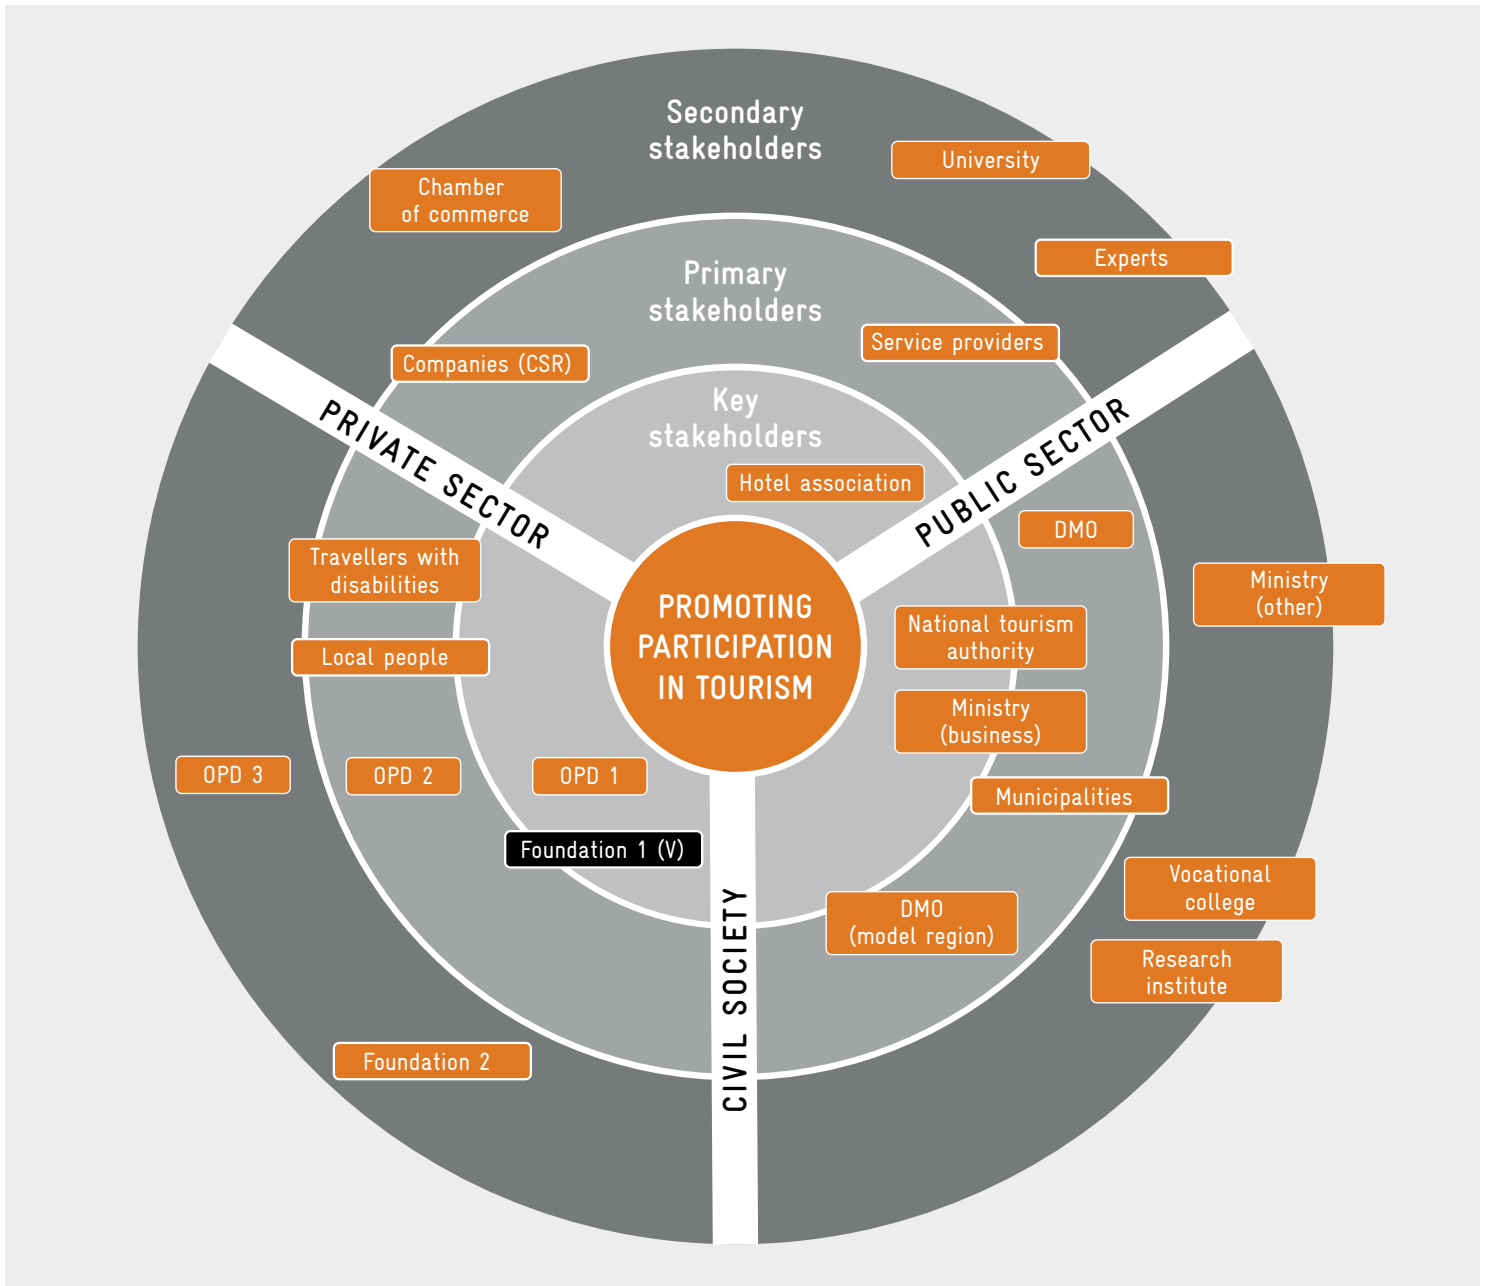 Secondary
stakeholders
University
Chamber
of commerce
Experts
Primary
stakeholders
Service providers
Companies (CSR)
Key
stakeholders
PRIVATE SECTOR
PUBLIC SECTOR
Hotel association
DMO
Travellers with
disabilities
Ministry
(other)
PROMOTING
PARTICIPATION
IN TOURISM
National tourism
authority
Local people
Ministry
(business)
OPD 3
OPD 2
OPD 1
Municipalities
Foundation 1 (V)
Vocational
college
DMO
(model region)
CIVIL SOCIETY
Research
institute
Foundation 2